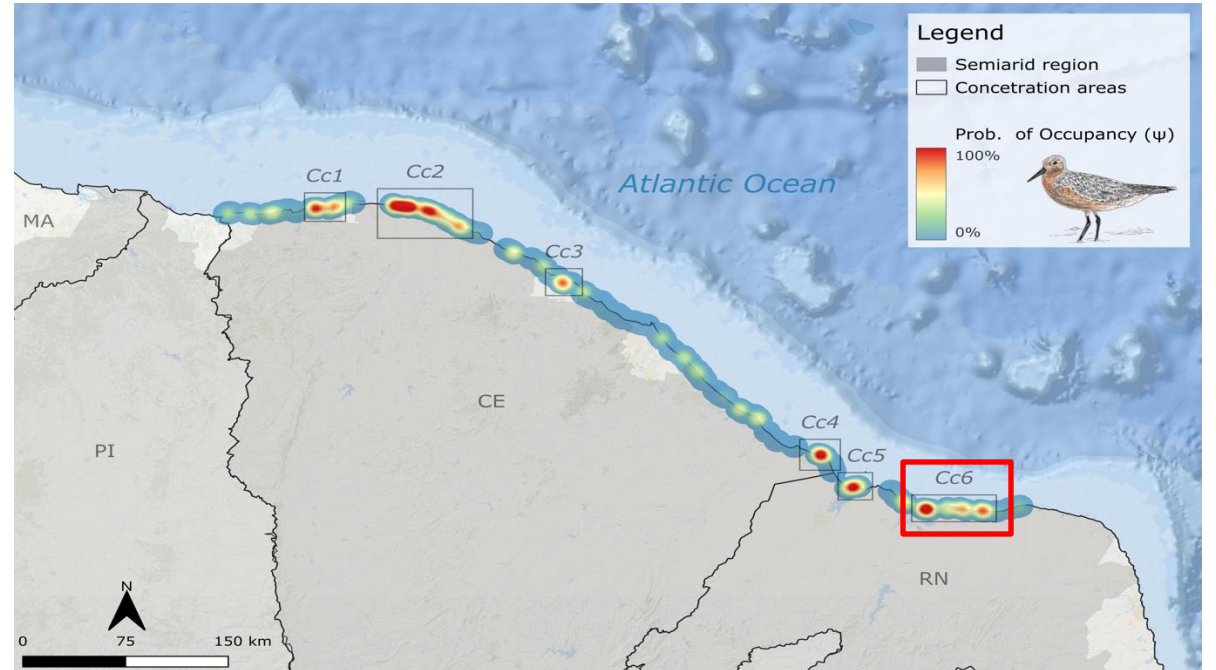 Legend
Semiarid region
Concetration areas
Prob. of Occupancy (ψ)
100%
0%
Cc1
Cc2
Atlantic Ocean
MA
Cc3
CE
PI
Cc4
Cc5
Cc6
RN
N
0 75 150 km